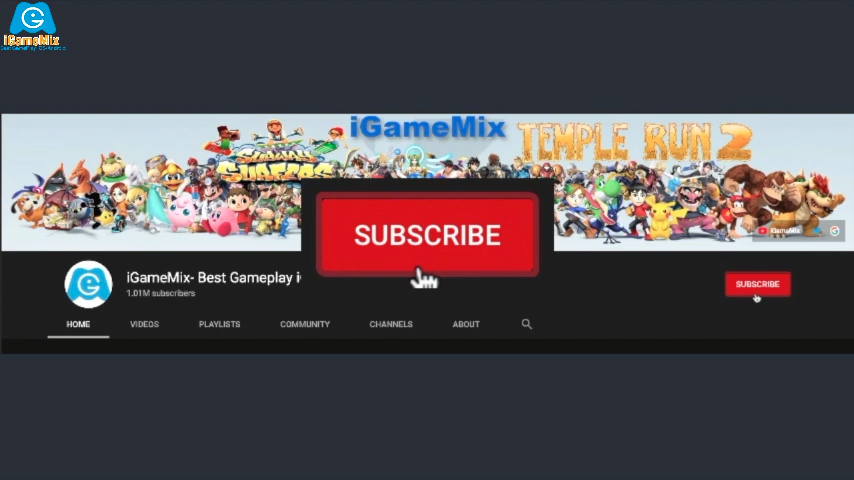 iGameMix
iGameMix
TEMPLE RUN 2
SUBWAY
SURFERS
SUBSCRIBE
iGameMix
iGameMix- Best Gameplay i
1.01M subscribers
SUBSCRIBE
HOME VIDEOS PLAYLISTS COMMUNITY CHANNELS ABOUT